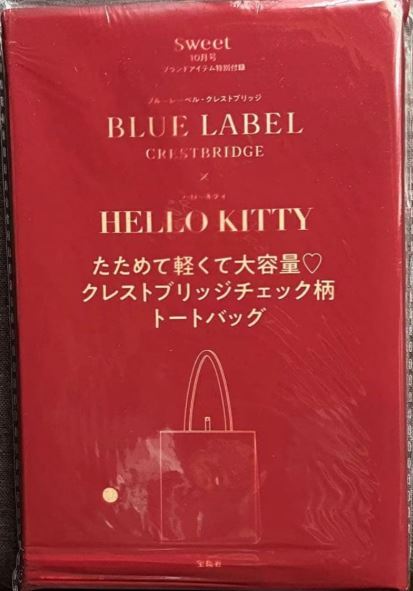 sweet
10月号
ブランドアイテム特別付録
ブルーレーベル・クレストブリッジ
BLUE LABEL
CRESTBRIDGE
×
ハローキティ
HELLO KITTY
たためて軽くて大容量♡
クレストブリッジチェック柄
トートバッグ
宝島社